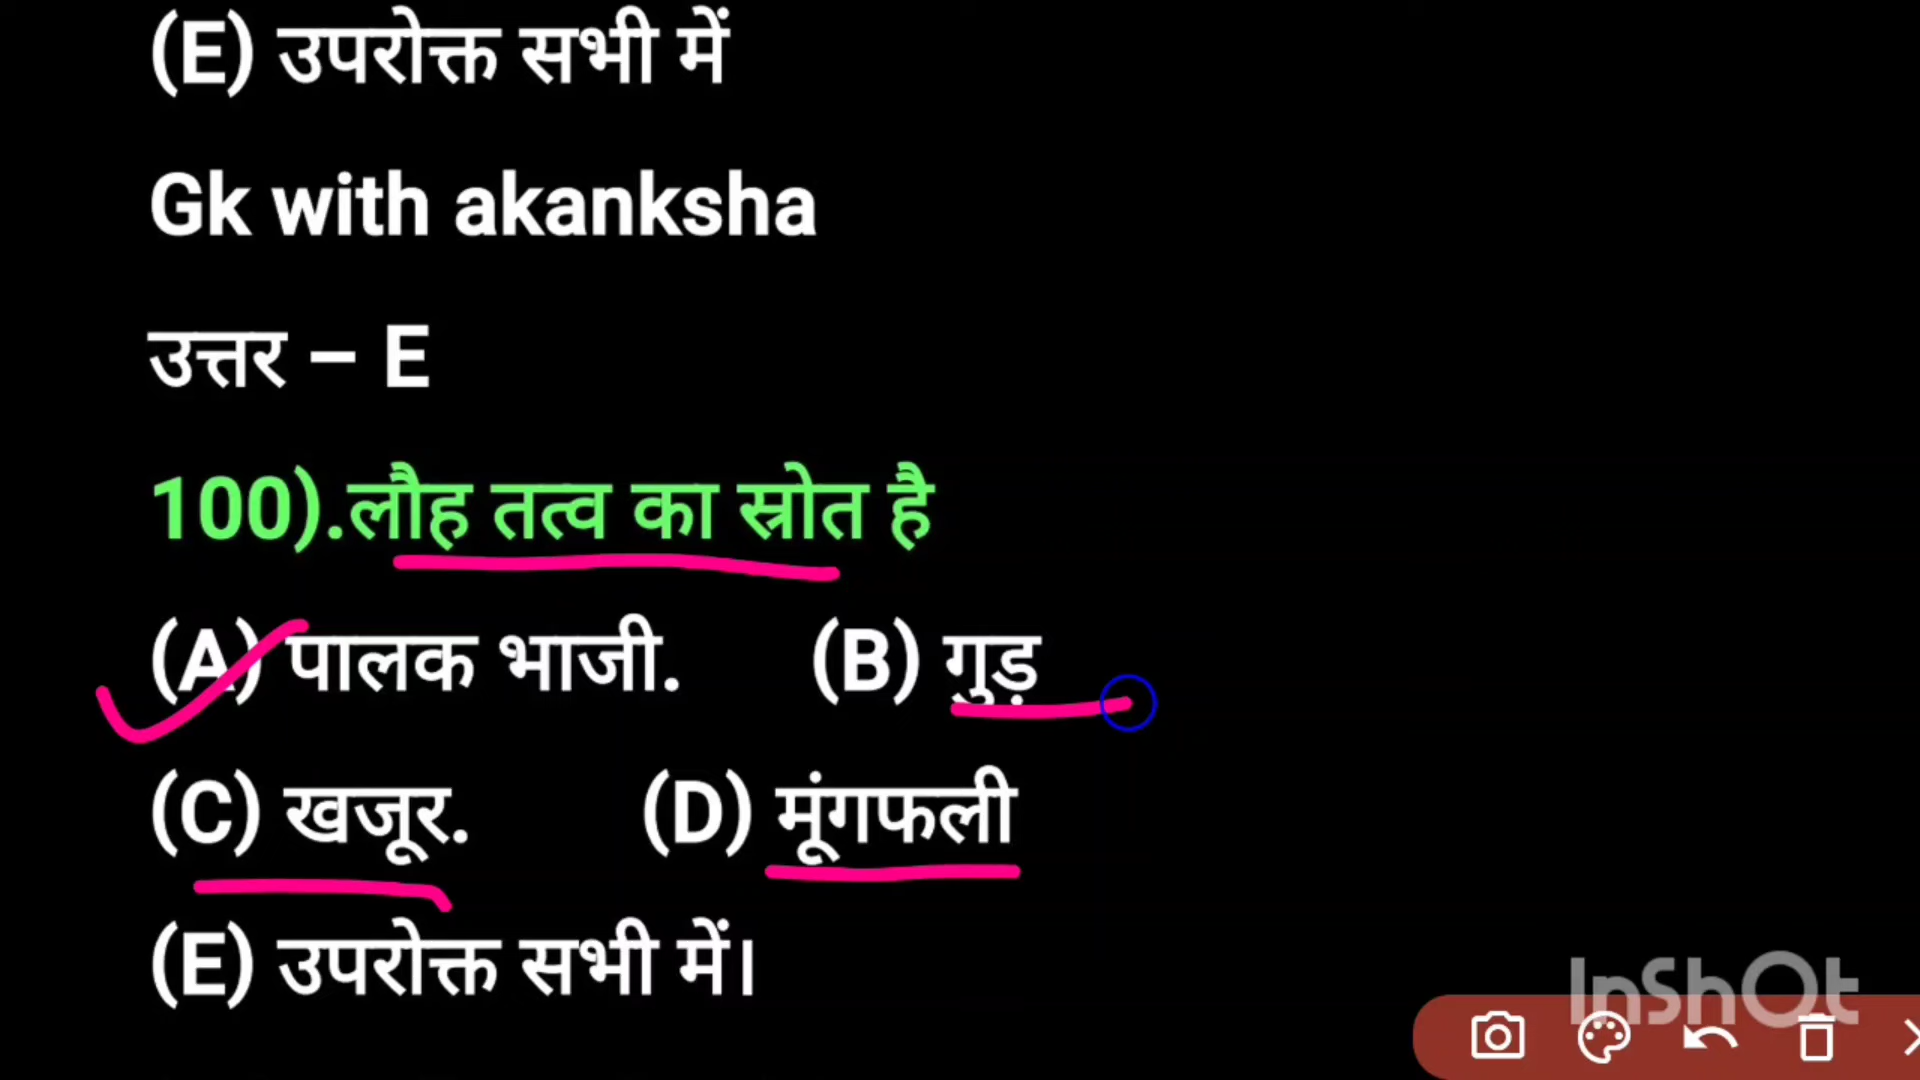 (E) उपरोक्त सभी में
Gk with akanksha
उत्तर – E
100).लौह तत्व का स्रोत है
(A) पालक भाजी. (B) गुड़
(C) खजूर. (D) मूंगफली
(E) उपरोक्त सभी में।
InShOt